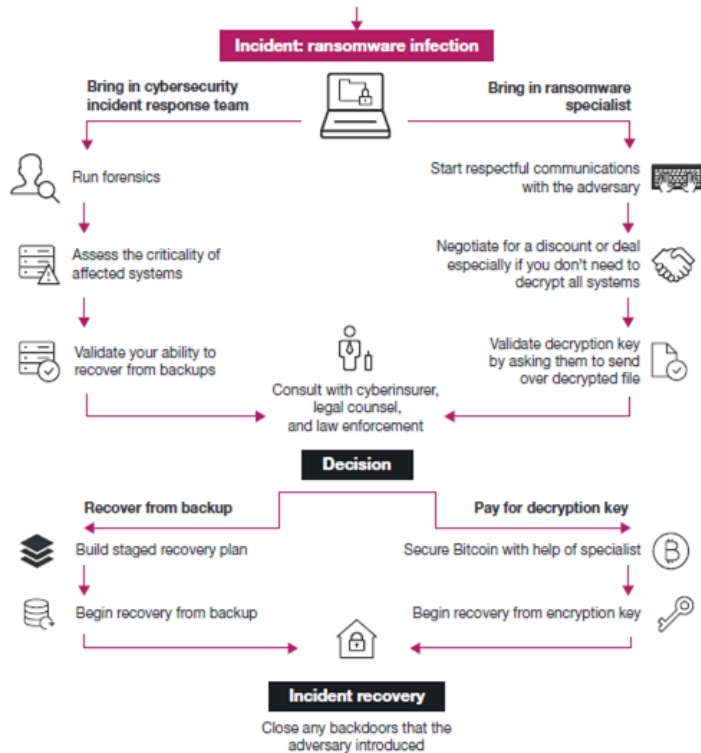 Incident: ransomware infection
Bring in cybersecurity
incident response team
Bring in ransomware
specialist
Run forensics
Start respectful communications
with the adversary
Assess the criticality of
affected systems
Negotiate for a discount or deal
especially if you don't need to
decrypt all systems
Validate your ability to
recover from backups
Validate decryption key
by asking them to send
over decrypted file
Consult with cyberinsurer,
legal counsel,
and law enforcement
Decision
Recover from backup
Pay for decryption key
Build staged recovery plan
Secure Bitcoin with help of specialist
Begin recovery from backup
Begin recovery from encryption key
Incident recovery
Close any backdoors that the
adversary introduced